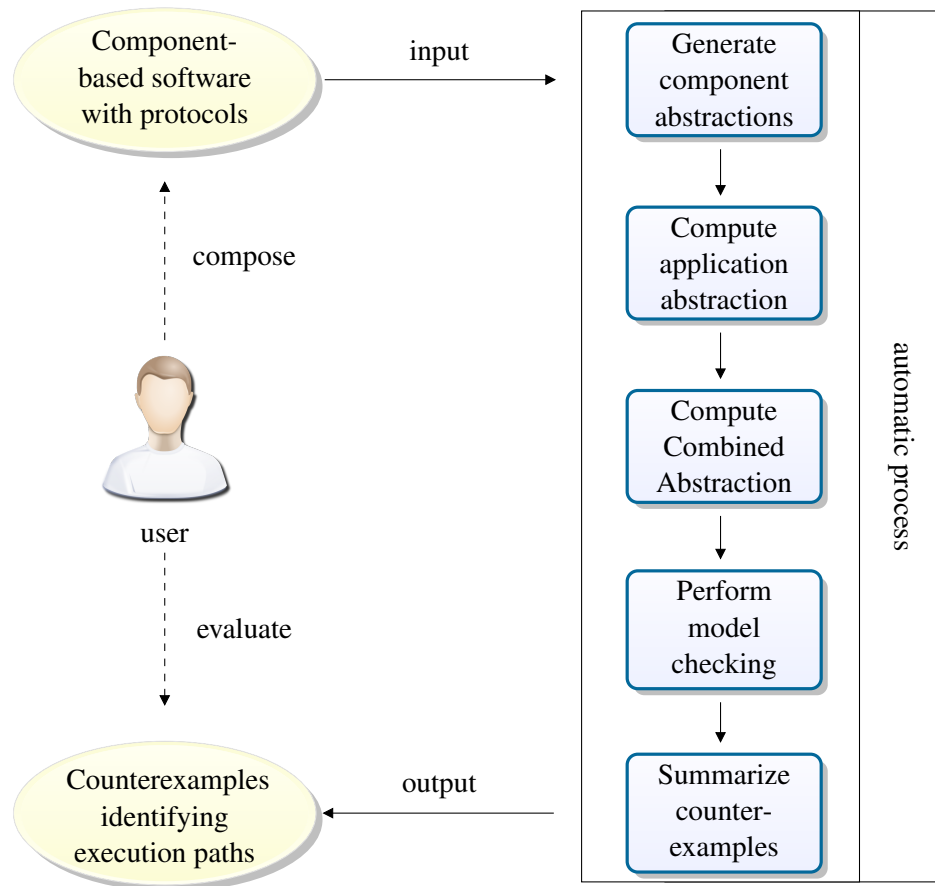 Component-
based software
with protocols
input
compose
user
evaluate
Counterexamples
identifying
execution paths
output
Generate
component
abstractions
Compute
application
abstraction
Compute
Combined
Abstraction
Perform
model
checking
Summarize
counter-
examples
automatic process